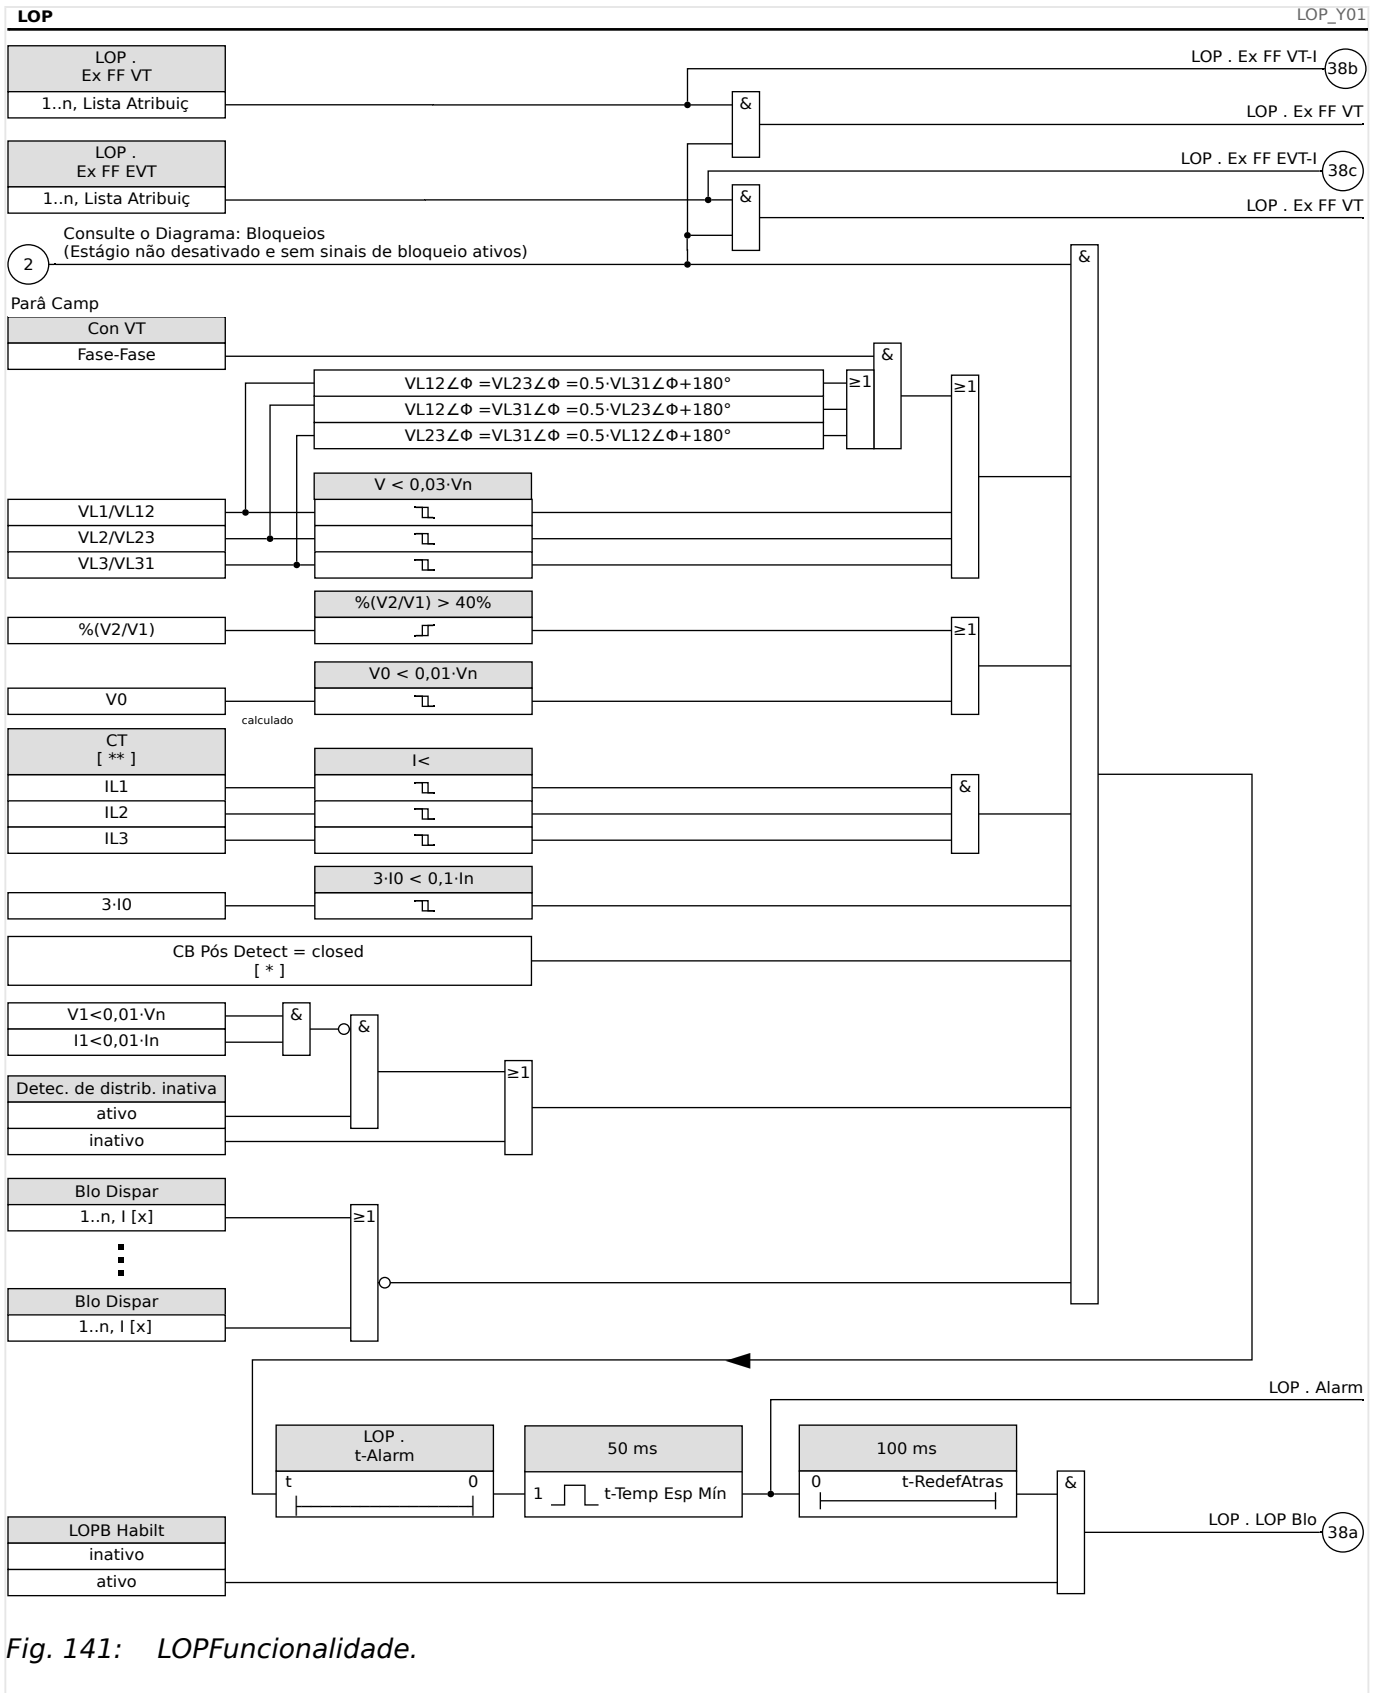 LOP
LOP_Y01
LOP .
Ex FF VT
1..n, Lista Atribuiç
LOP . Ex FF VT-I
38b
&
LOP . Ex FF VT
LOP .
Ex FF EVT
1..n, Lista Atribuiç
LOP . Ex FF EVT-I
38c
&
LOP . Ex FF VT
Consulte o Diagrama: Bloqueios
(Estágio não desativado e sem sinais de bloqueio ativos)
2
&
Parâ Camp
Con VT
Fase-Fase
&
VL12∠Φ =VL23∠Φ =0.5·VL31∠Φ+180°
≥1
≥1
VL12∠Φ =VL31∠Φ =0.5·VL23∠Φ+180°
VL23∠Φ =VL31∠Φ =0.5·VL12∠Φ+180°
V < 0,03·Vn
VL1/VL12
VL2/VL23
VL3/VL31
%(V2/V1) > 40%
%(V2/V1)
≥1
V0 < 0,01·Vn
V0
calculado
CT
[ ** ]
I<
IL1
&
IL2
IL3
3·I0 < 0,1·In
3·I0
CB Pós Detect = closed
[ * ]
V1<0,01·Vn
&
&
I1<0,01·In
≥1
Detec. de distrib. inativa
ativo
inativo
Blo Dispar
1..n, I [x]
≥1
Blo Dispar
1..n, I [x]
LOP . Alarm
LOP .
t-Alarm
50 ms
100 ms
t 0
1 t-Temp Esp Mín
0 t-RedefAtras
&
LOPB Habilt
inativo
ativo
LOP . LOP Blo
38a
Fig. 141: LOPFuncionalidade.